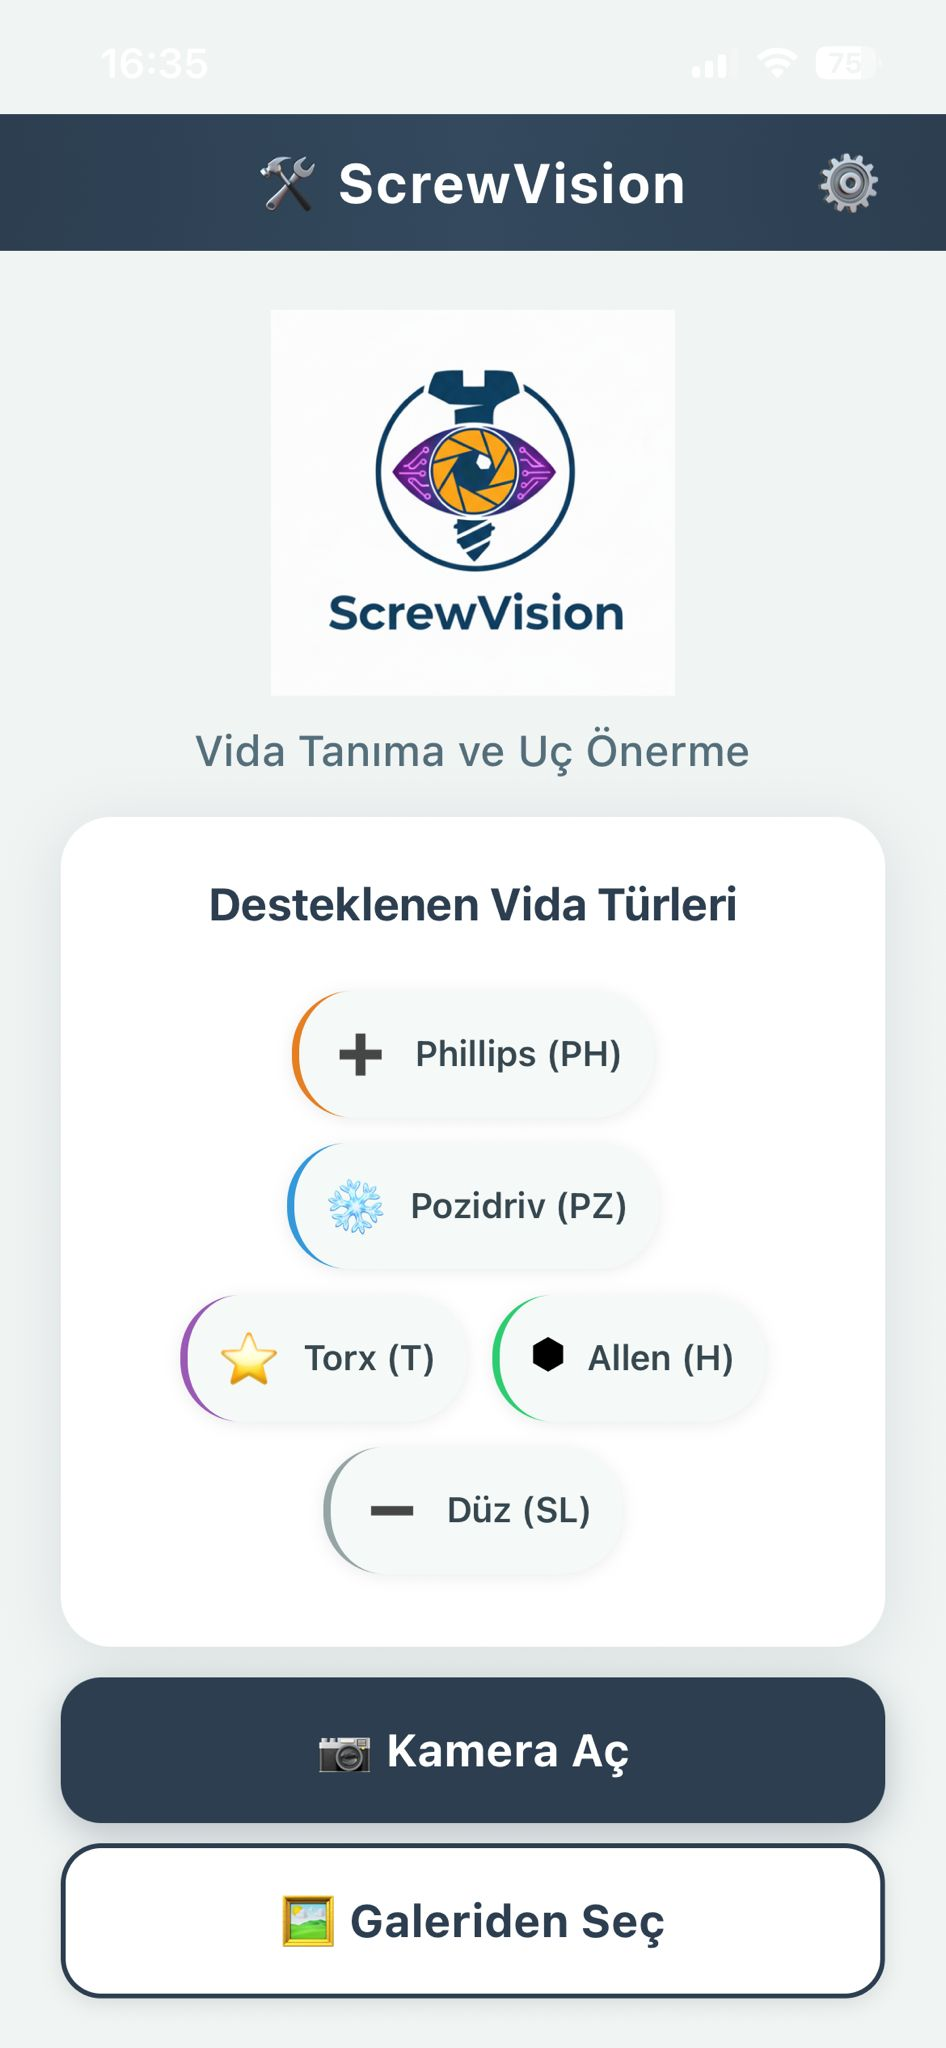 16:35
75
ScrewVision
ScrewVision
Vida Tanıma ve Uç Önerme
Desteklenen Vida Türleri
Phillips (PH)
Pozidriv (PZ)
Torx (T)
Allen (H)
Düz (SL)
Kamera Aç
Galeriden Seç